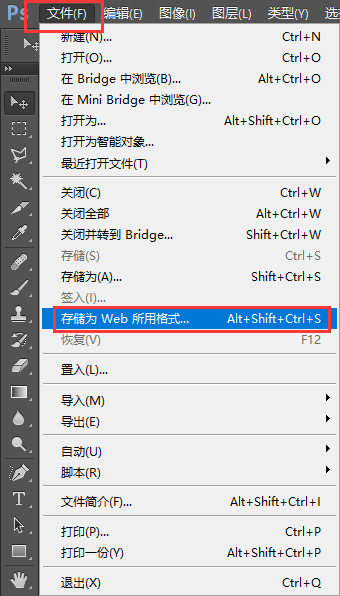 Ps 文件(F) 编辑(E) 图像(I) 图层(L) 类型(Y)
新建(N)... Ctrl+N
打开(O)... Ctrl+O
在 Bridge 中浏览(B)... Alt+Ctrl+O
在 Mini Bridge 中浏览(G)...
打开为... Alt+Shift+Ctrl+O
打开为智能对象...
最近打开文件(T)
关闭(C) Ctrl+W
关闭全部 Alt+Ctrl+W
关闭并转到 Bridge... Shift+Ctrl+W
存储(S) Ctrl+S
存储为(A)... Shift+Ctrl+S
签入(I)...
存储为 Web 所用格式... Alt+Shift+Ctrl+S
恢复(V) F12
置入(L)...
导入(M)
导出(E)
自动(U)
脚本(R)
文件简介(F)... Alt+Shift+Ctrl+I
打印(P)... Ctrl+P
打印一份(Y) Alt+Shift+Ctrl+P
退出(X) Ctrl+Q